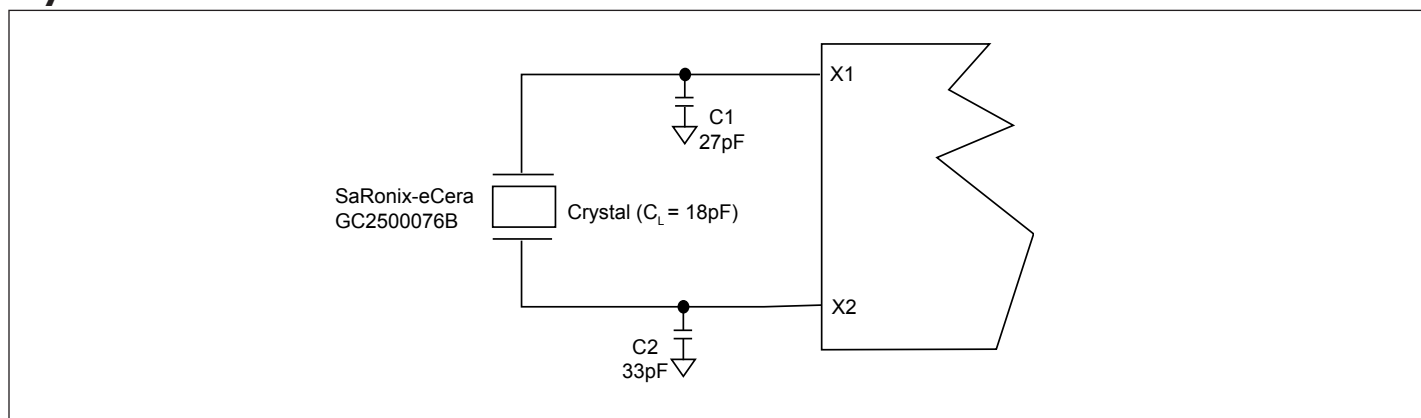 X1
C1
27pF
SaRonix-eCera
GC2500076B
Crystal (CL = 18pF)
X2
C2
33pF